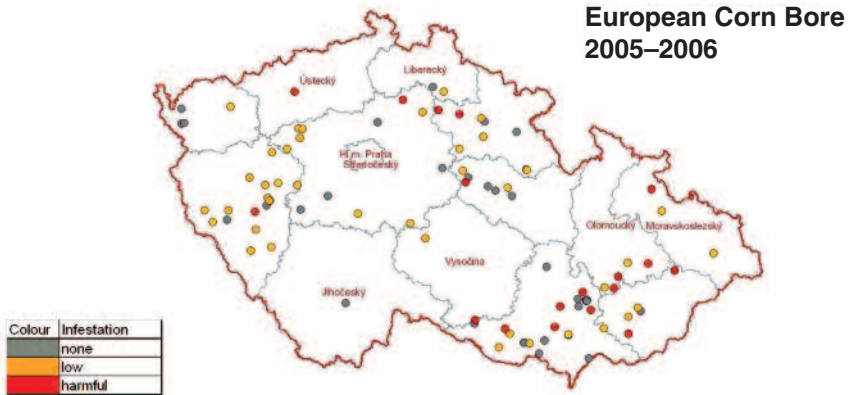 European Corn Bore
2005–2006
Liberecký
Ústecký
Hl.m. Praha
Středočeský
Olomoucký
Moravskoslezský
Vysočina
Jihočeský
Colour Infestation
none
low
harmful